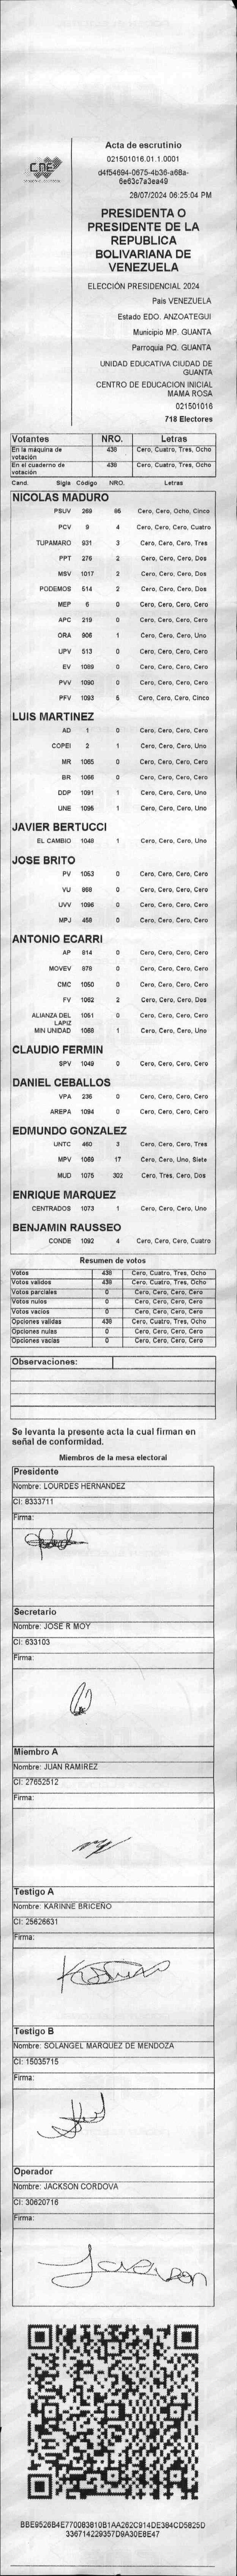 CNE
Acta de escrutinio
021501016.01.1.0001
d4f54694-0675-4b36-a68a-
6e63c7a3ea49
28/07/2024 06:25:04 PM
PRESIDENTA O
PRESIDENTE DE LA
REPUBLICA
BOLIVARIANA DE
VENEZUELA
ELECCIÓN PRESIDENCIAL 2024
Pais VENEZUELA
Estado EDO. ANZOATEGUI
Municipio MP. GUANTA
Parroquia PQ. GUANTA
UNIDAD EDUCATIVA CIUDAD DE
GUANTA
CENTRO DE EDUCACION INICIAL
MAMA ROSA
021501016
718 Electores
Votantes NRO. Letras
En la máquina de votación 438 Cero, Cuatro, Tres, Ocho
En el cuaderno de votación 438 Cero, Cuatro, Tres, Ocho
Cand. Sigla Código NRO. Letras
NICOLAS MADURO
PSUV 269 85 Cero, Cero, Ocho, Cinco
PCV 9 4 Cero, Cero, Cero, Cuatro
TUPAMARO 931 3 Cero, Cero, Cero, Tres
PPT 276 2 Cero, Cero, Cero, Dos
MSV 1017 2 Cero, Cero, Cero, Dos
PODEMOS 514 2 Cero, Cero, Cero, Dos
MEP 6 0 Cero, Cero, Cero, Cero
APC 219 0 Cero, Cero, Cero, Cero
ORA 906 1 Cero, Cero, Cero, Uno
UPV 513 0 Cero, Cero, Cero, Cero
EV 1089 0 Cero, Cero, Cero, Cero
PVV 1090 0 Cero, Cero, Cero, Cero
PFV 1093 5 Cero, Cero, Cero, Cinco
LUIS MARTINEZ
AD 1 0 Cero, Cero, Cero, Cero
COPEI 2 1 Cero, Cero, Cero, Uno
MR 1065 0 Cero, Cero, Cero, Cero
BR 1066 0 Cero, Cero, Cero, Cero
DDP 1091 1 Cero, Cero, Cero, Uno
UNE 1095 1 Cero, Cero, Cero, Uno
JAVIER BERTUCCI
EL CAMBIO 1048 1 Cero, Cero, Cero, Uno
JOSE BRITO
PV 1053 0 Cero, Cero, Cero, Cero
VU 868 0 Cero, Cero, Cero, Cero
UVV 1096 0 Cero, Cero, Cero, Cero
MPJ 459 0 Cero, Cero, Cero, Cero
ANTONIO ECARRI
AP 814 0 Cero, Cero, Cero, Cero
MOVEV 878 0 Cero, Cero, Cero, Cero
CMC 1050 0 Cero, Cero, Cero, Cero
FV 1062 2 Cero, Cero, Cero, Dos
ALIANZA DEL LAPIZ 1051 0 Cero, Cero, Cero, Cero
MIN UNIDAD 1068 1 Cero, Cero, Cero, Uno
CLAUDIO FERMIN
SPV 1049 0 Cero, Cero, Cero, Cero
DANIEL CEBALLOS
VPA 236 0 Cero, Cero, Cero, Cero
AREPA 1094 0 Cero, Cero, Cero, Cero
EDMUNDO GONZALEZ
UNTC 460 3 Cero, Cero, Cero, Tres
MPV 1069 17 Cero, Cero, Uno, Siete
MUD 1075 302 Cero, Tres, Cero, Dos
ENRIQUE MARQUEZ
CENTRADOS 1073 1 Cero, Cero, Cero, Uno
BENJAMIN RAUSSEO
CONDE 1092 4 Cero, Cero, Cero, Cuatro
Resumen de votos
Votos 438 Cero, Cuatro, Tres, Ocho
Votos validos 438 Cero, Cuatro, Tres, Ocho
Votos parciales 0 Cero, Cero, Cero, Cero
Votos nulos 0 Cero, Cero, Cero, Cero
Votos vacios 0 Cero, Cero, Cero, Cero
Opciones validas 438 Cero, Cuatro, Tres, Ocho
Opciones nulas 0 Cero, Cero, Cero, Cero
Opciones vacias 0 Cero, Cero, Cero, Cero
Observaciones:
Se levanta la presente acta la cual firman en
señal de conformidad.
Miembros de la mesa electoral
Presidente
Nombre: LOURDES HERNANDEZ
CI: 8333711
Firma:
Secretario
Nombre: JOSE R MOY
CI: 633103
Firma:
Miembro A
Nombre: JUAN RAMIREZ
CI: 27652512
Firma:
Testigo A
Nombre: KARINNE BRICEÑO
CI: 25626631
Firma:
Testigo B
Nombre: SOLANGEL MARQUEZ DE MENDOZA
CI: 15035715
Firma:
Operador
Nombre: JACKSON CORDOVA
CI: 30620716
Firma:
BBE9526B4E770083810B1AA262C914DE384CD5825D
336714229357D9A30E8E47